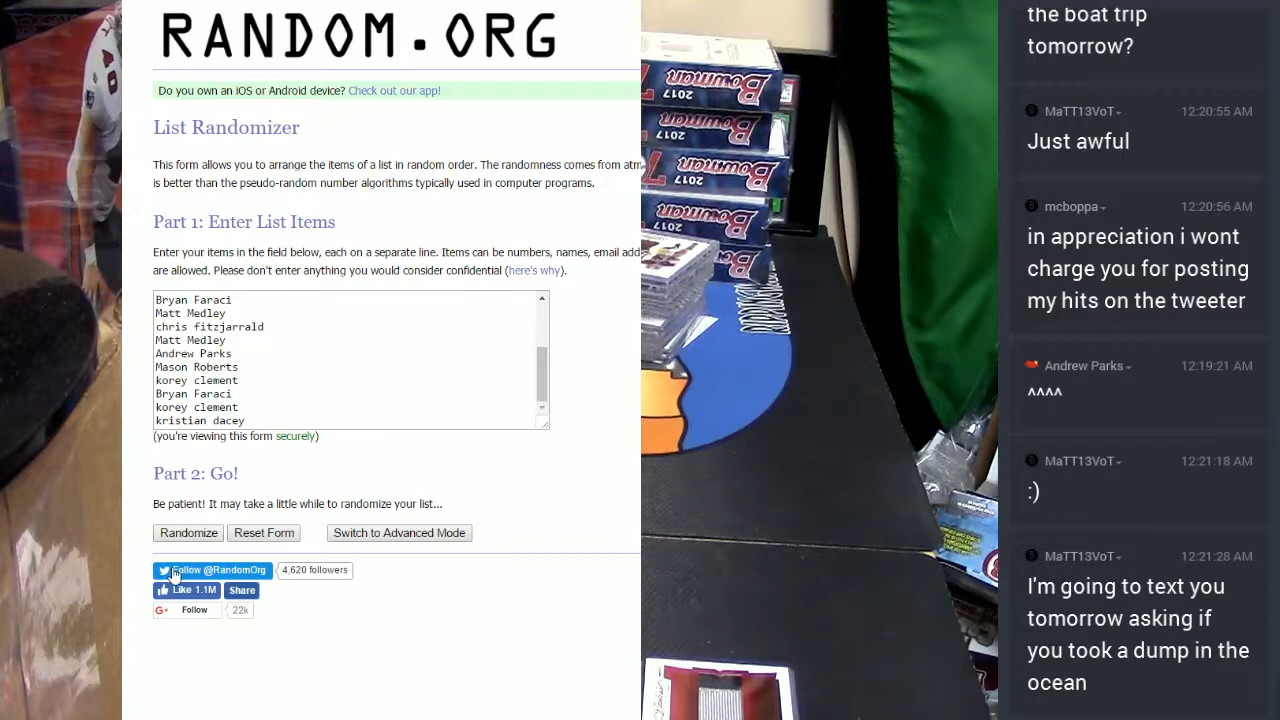 RANDOM.ORG
Do you own an iOS or Android device? Check out our app!
List Randomizer
This form allows you to arrange the items of a list in random order. The randomness comes from atm
is better than the pseudo-random number algorithms typically used in computer programs.
Part 1: Enter List Items
Enter your items in the field below, each on a separate line. Items can be numbers, names, email add
are allowed. Please don't enter anything you would consider confidential (here's why).
Bryan Faraci
Matt Medley
chris fitzjarrald
Matt Medley
Andrew Parks
Mason Roberts
korey clement
Bryan Faraci
korey clement
kristian dacey
(you're viewing this form securely)
Part 2: Go!
Be patient! It may take a little while to randomize your list...
Randomize Reset Form Switch to Advanced Mode
Follow @RandomOrg 4,620 followers
Like 1.1M Share
G+ Follow 22k
Bowman 2017
Bowman 2017
Bowman 2017
Bowman 2017
Bowman
the boat trip
tomorrow?
MaTT13VoT 12:20:55 AM
Just awful
mcboppa 12:20:56 AM
in appreciation i wont
charge you for posting
my hits on the tweeter
Andrew Parks 12:19:21 AM
^^^^
MaTT13VoT 12:21:18 AM
:)
MaTT13VoT 12:21:28 AM
I'm going to text you
tomorrow asking if
you took a dump in the
ocean